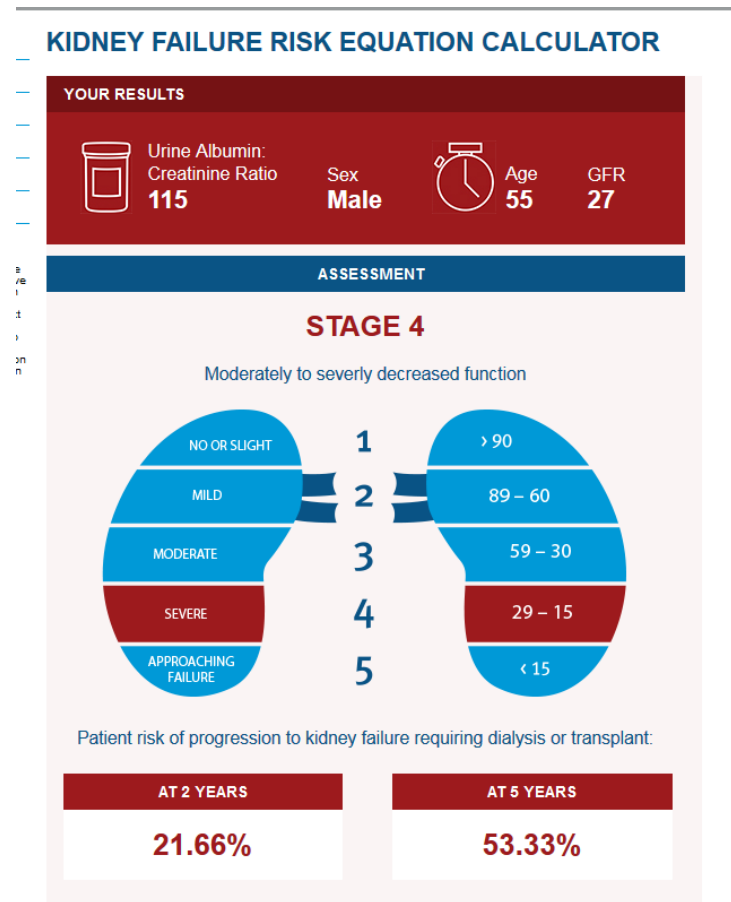 KIDNEY FAILURE RISK EQUATION CALCULATOR
YOUR RESULTS
Urine Albumin:
Creatinine Ratio
115
Sex
Male
Age
55
GFR
27
ASSESSMENT
STAGE 4
Moderately to severly decreased function
NO OR SLIGHT 1 › 90
MILD 2 89 – 60
MODERATE 3 59 – 30
SEVERE 4 29 – 15
APPROACHING
FAILURE 5 ‹ 15
Patient risk of progression to kidney failure requiring dialysis or transplant:
AT 2 YEARS
21.66%
AT 5 YEARS
53.33%